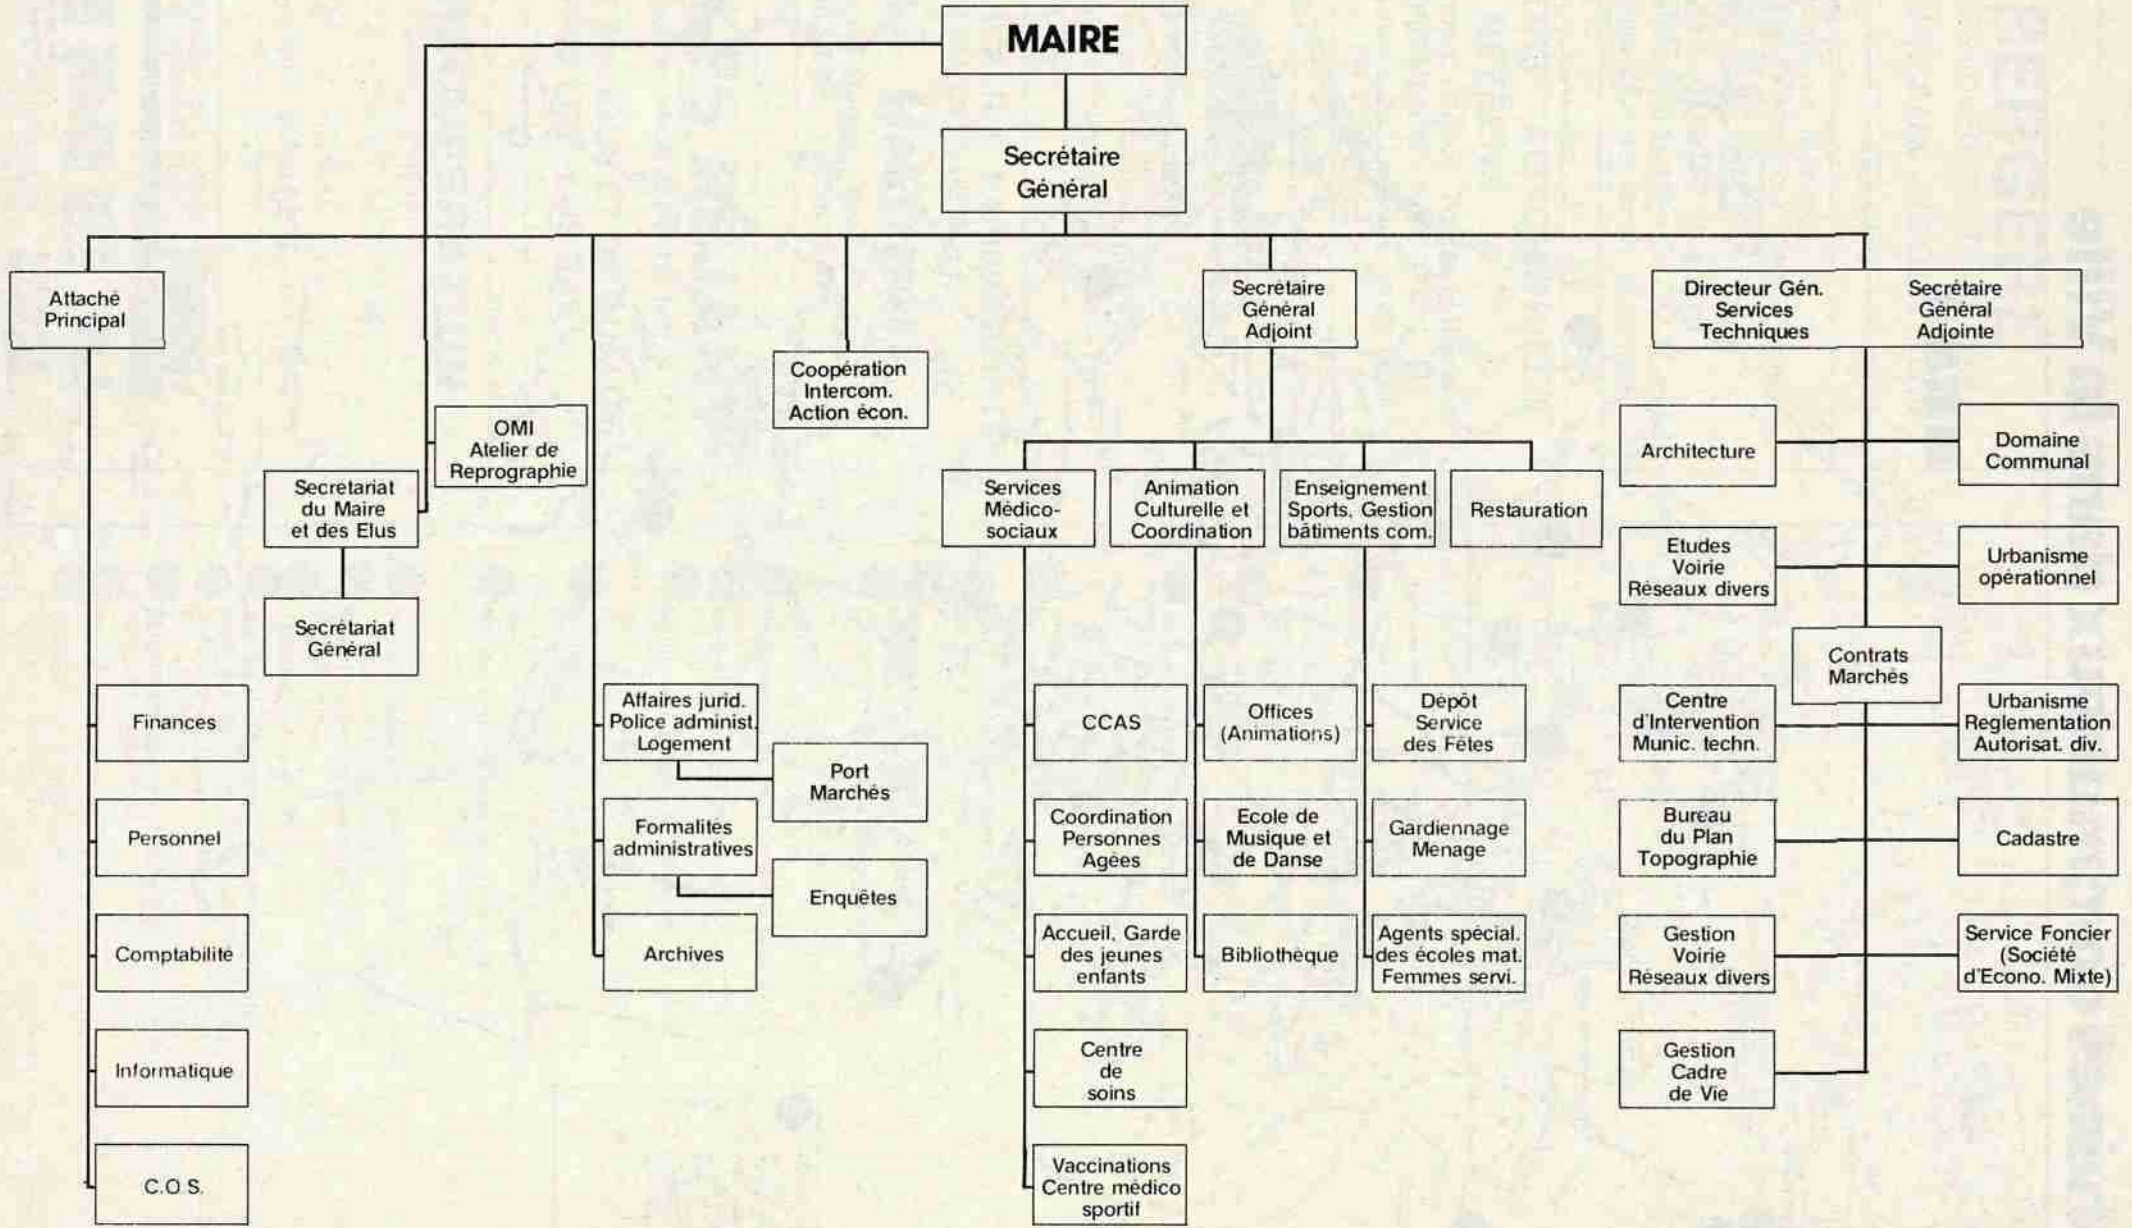 MAIRE
Secrétaire
Général
Attaché
Principal
Secrétaire
Général
Adjoint
Directeur Gén.
Services
Techniques
Secrétaire
Général
Adjointe
Coopération
Intercom.
Action écon.
OMI
Atelier de
Reprographie
Secrétariat
du Maire
et des Elus
Secrétariat
Général
Services
Médico-
sociaux
Animation
Culturelle et
Coordination
Enseignement
Sports, Gestion
bâtiments com.
Restauration
Architecture
Domaine
Communal
Etudes
Voirie
Réseaux divers
Urbanisme
opérationnel
Contrats
Marchés
Finances
Personnel
Comptabilité
Informatique
C.O.S.
Affaires jurid.
Police administ.
Logement
Port
Marchés
Formalités
administratives
Enquêtes
Archives
CCAS
Coordination
Personnes
Agées
Accueil, Garde
des jeunes
enfants
Centre
de
soins
Vaccinations
Centre médico
sportif
Offices
(Animations)
Ecole de
Musique et
de Danse
Bibliothèque
Dépôt
Service
des Fêtes
Gardiennage
Menage
Agents spécial.
des écoles mat.
Femmes servi.
Centre
d'Intervention
Munic. techn.
Urbanisme
Reglementation
Autorisat. div.
Bureau
du Plan
Topographie
Cadastre
Gestion
Voirie
Réseaux divers
Service Foncier
(Société
d'Econo. Mixte)
Gestion
Cadre
de Vie